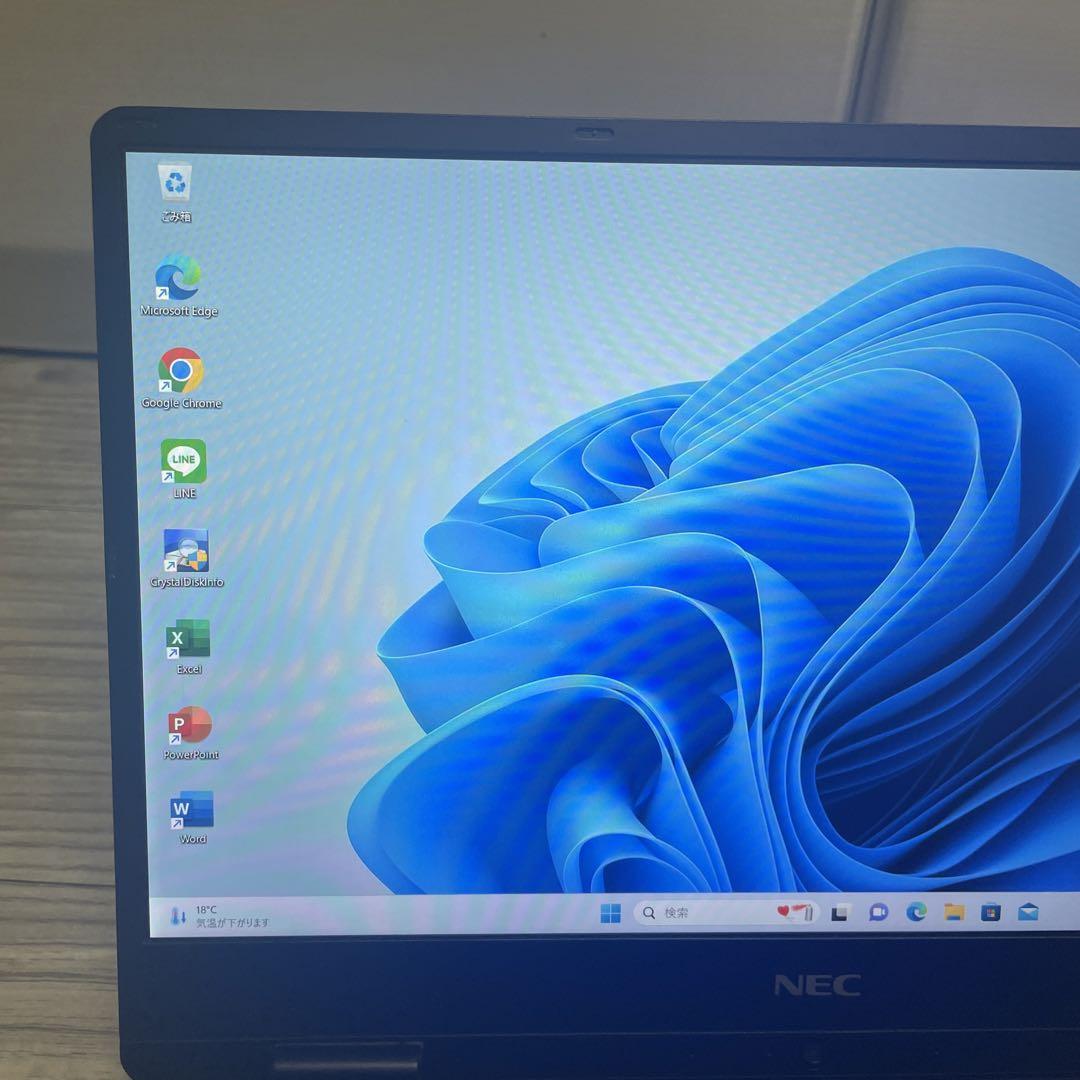 ごみ箱
Microsoft Edge
Google Chrome
LINE
LINE
CrystalDiskInfo
X
Excel
P
PowerPoint
W
Word
18°C
気温が下がります
検索
NEC